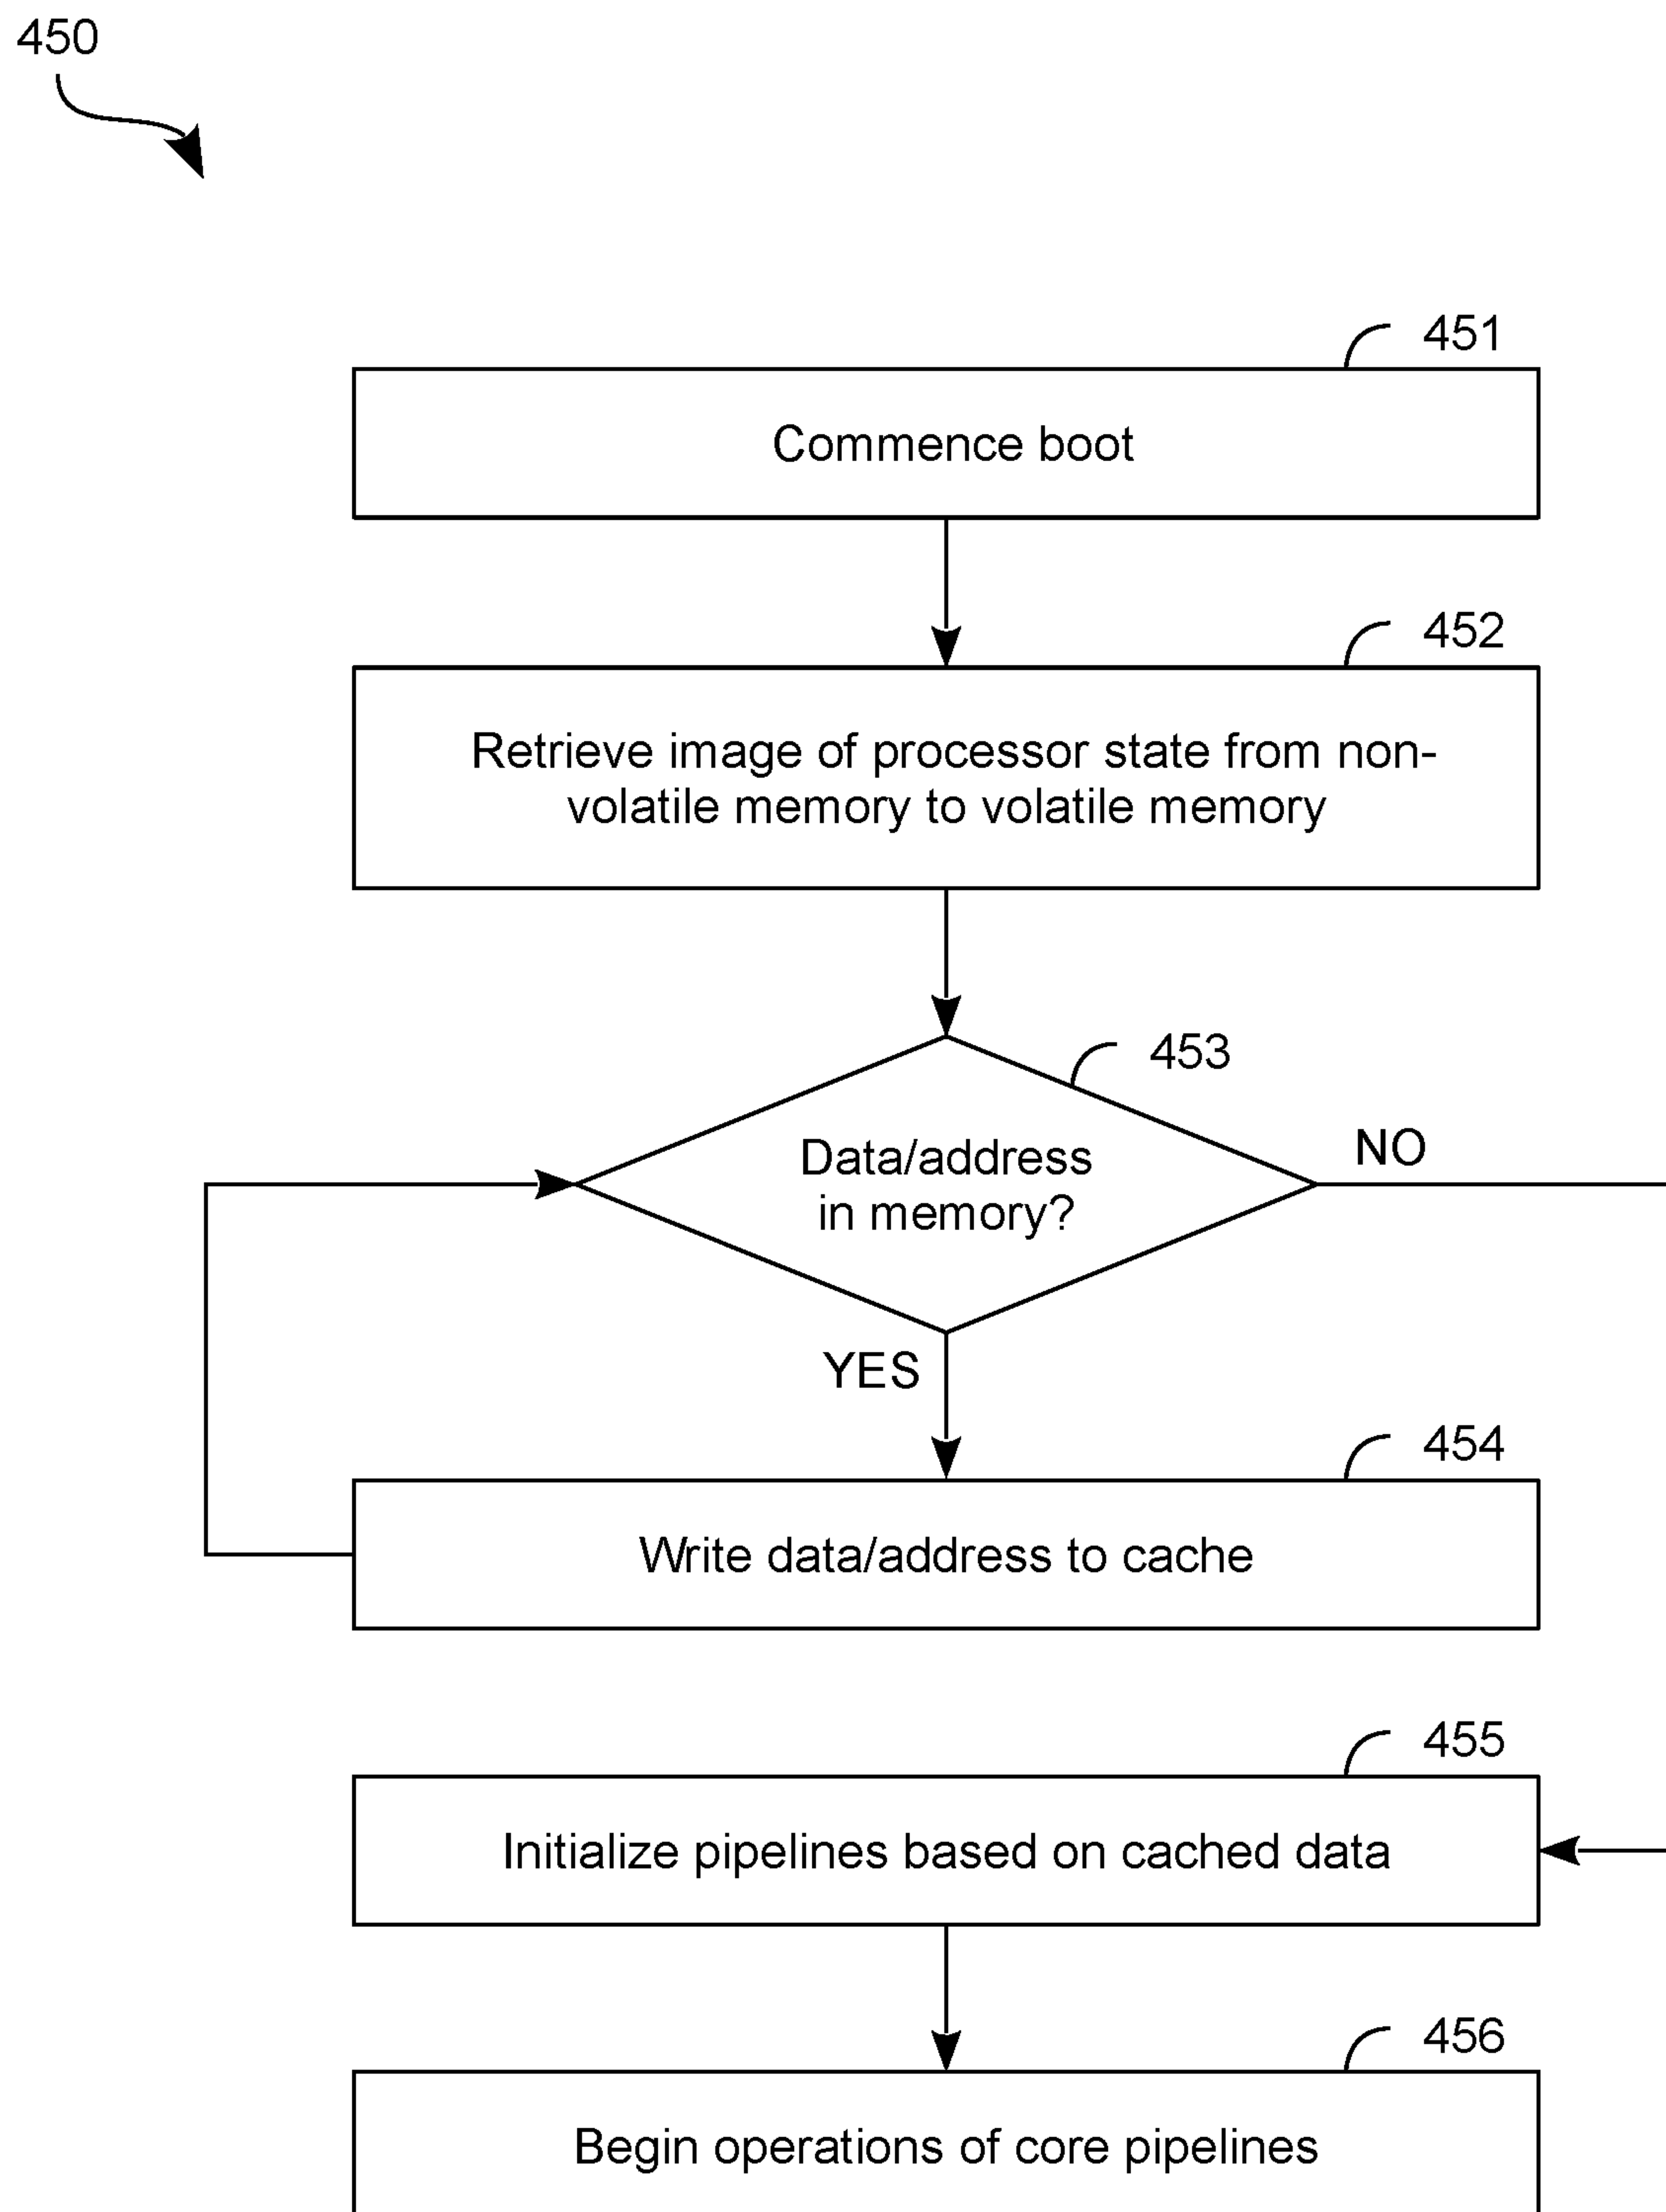 450
451
Commence boot
452
Retrieve image of processor state from non-
volatile memory to volatile memory
453
Data/address
in memory?
NO
YES
454
Write data/address to cache
455
Initialize pipelines based on cached data
456
Begin operations of core pipelines